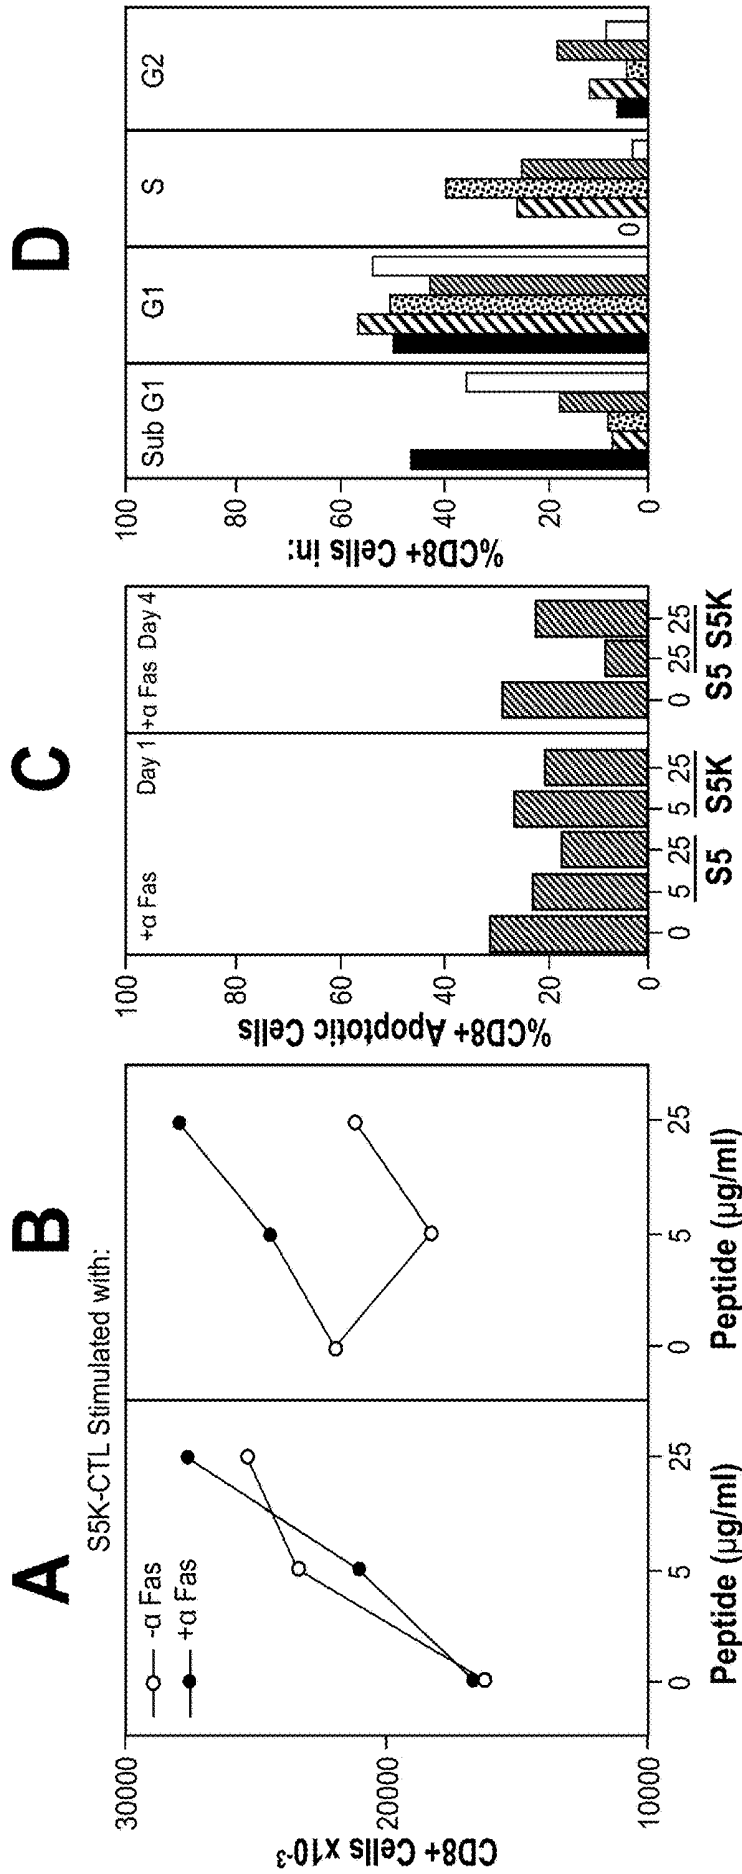 A
B
C
D
S5K-CTL Stimulated with:
-α Fas
+α Fas
30000
20000
10000
CD8+ Cells x10-3
0 5 25
Peptide (µg/ml)
0 5 25
Peptide (µg/ml)
%CD8+ Apoptotic Cells
100
80
60
40
20
0
+α Fas Day 1
+α Fas Day 4
0 5 25 5 25
S5 S5K
0 25 25
S5 S5K
%CD8+ Cells in:
100
80
60
40
20
0
Sub G1
G1
S
G2
0